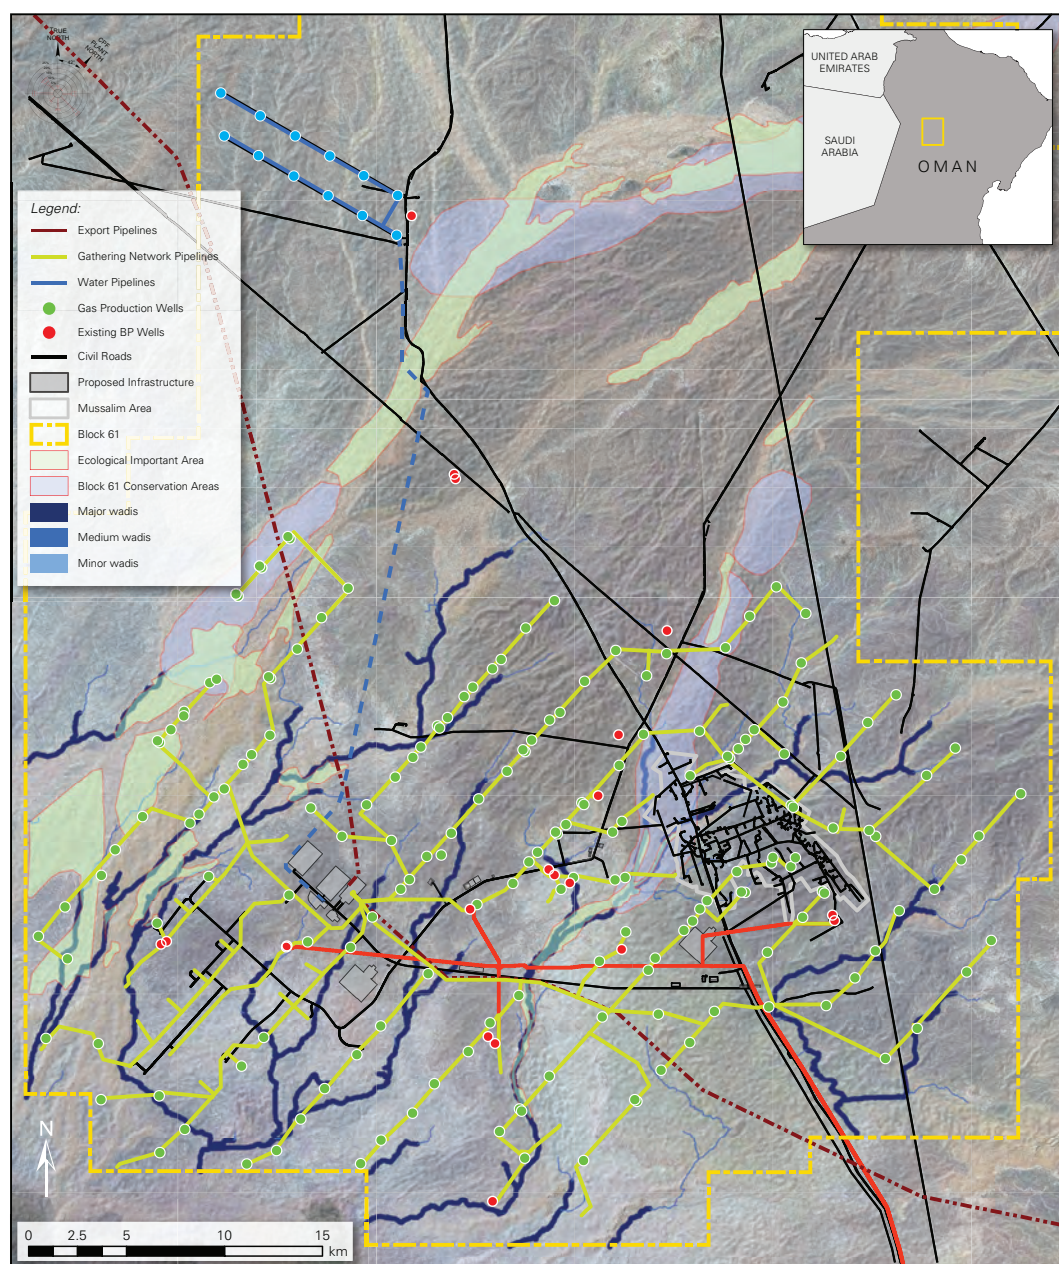 TRUE
NORTH
CPF
PLANT
NORTH
UNITED ARAB
EMIRATES
SAUDI
ARABIA
OMAN
Legend:
Export Pipelines
Gathering Network Pipelines
Water Pipelines
Gas Production Wells
Existing BP Wells
Civil Roads
Proposed Infrastructure
Mussalim Area
Block 61
Ecological Important Area
Block 61 Conservation Areas
Major wadis
Medium wadis
Minor wadis
N
0 2.5 5 10 15
km